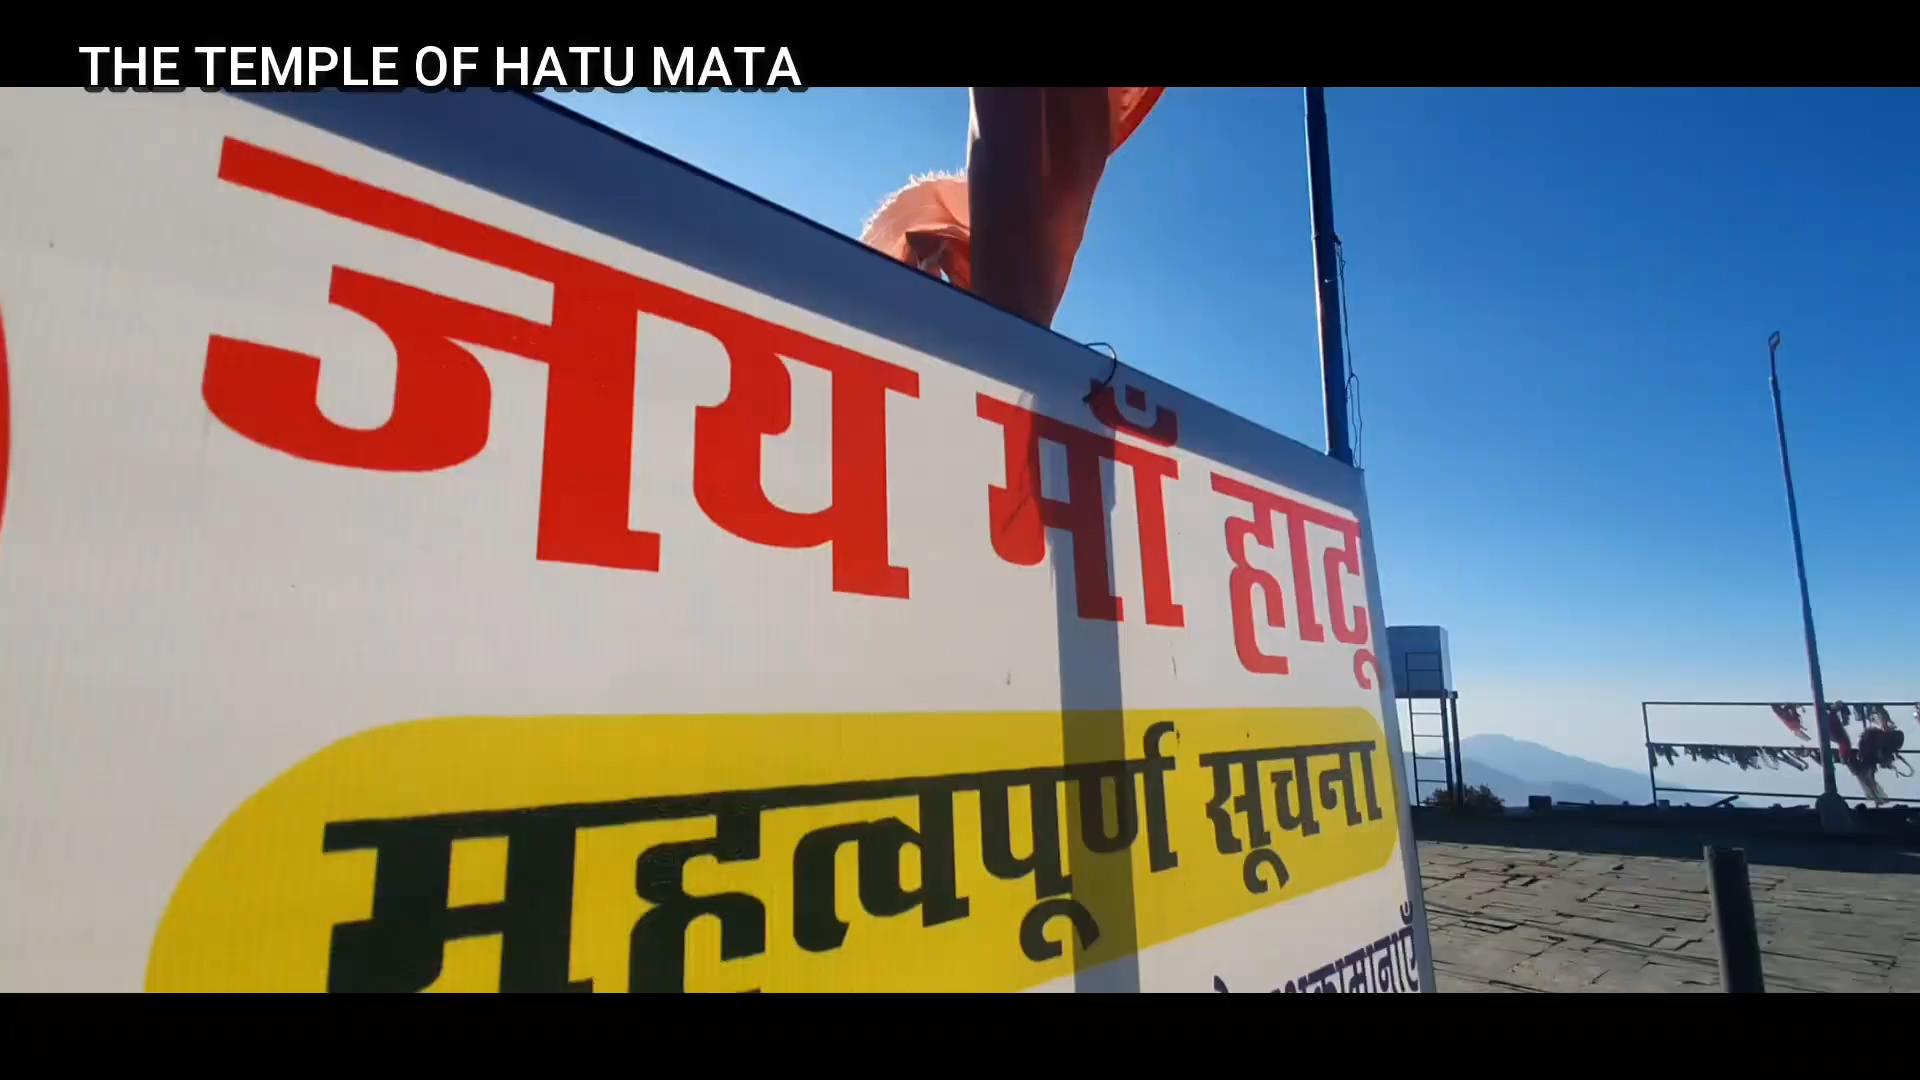 THE TEMPLE OF HATU MATA
जय माँ हाटू
महत्वपूर्ण सूचना